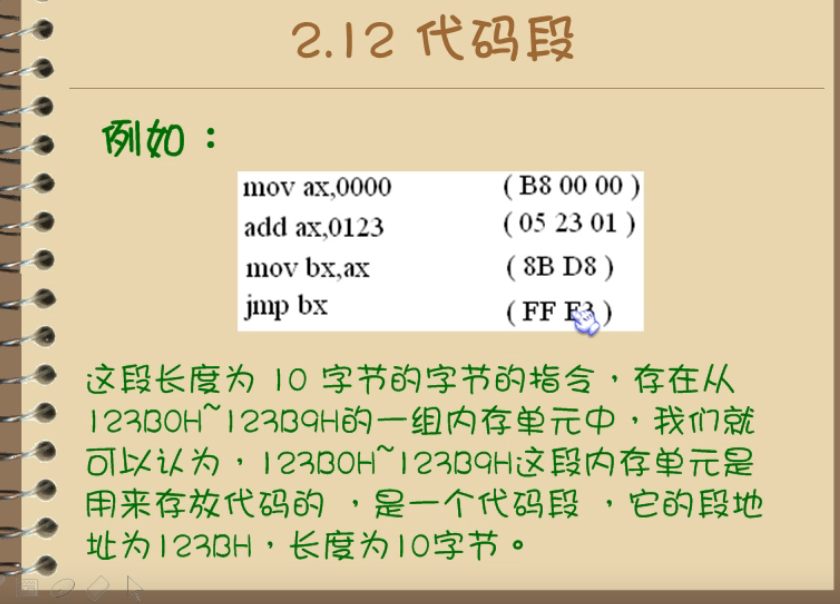 2.12 代码段
例如：
mov ax,0000 ( B8 00 00 )
add ax,0123 ( 05 23 01 )
mov bx,ax ( 8B D8 )
jmp bx ( FF E3 )
这段长度为 10 字节的字节的指令，存在从
123B0H~123B9H的一组内存单元中，我们就
可以认为，123B0H~123B9H这段内存单元是
用来存放代码的 ，是一个代码段 ，它的段地
址为123BH，长度为10字节。